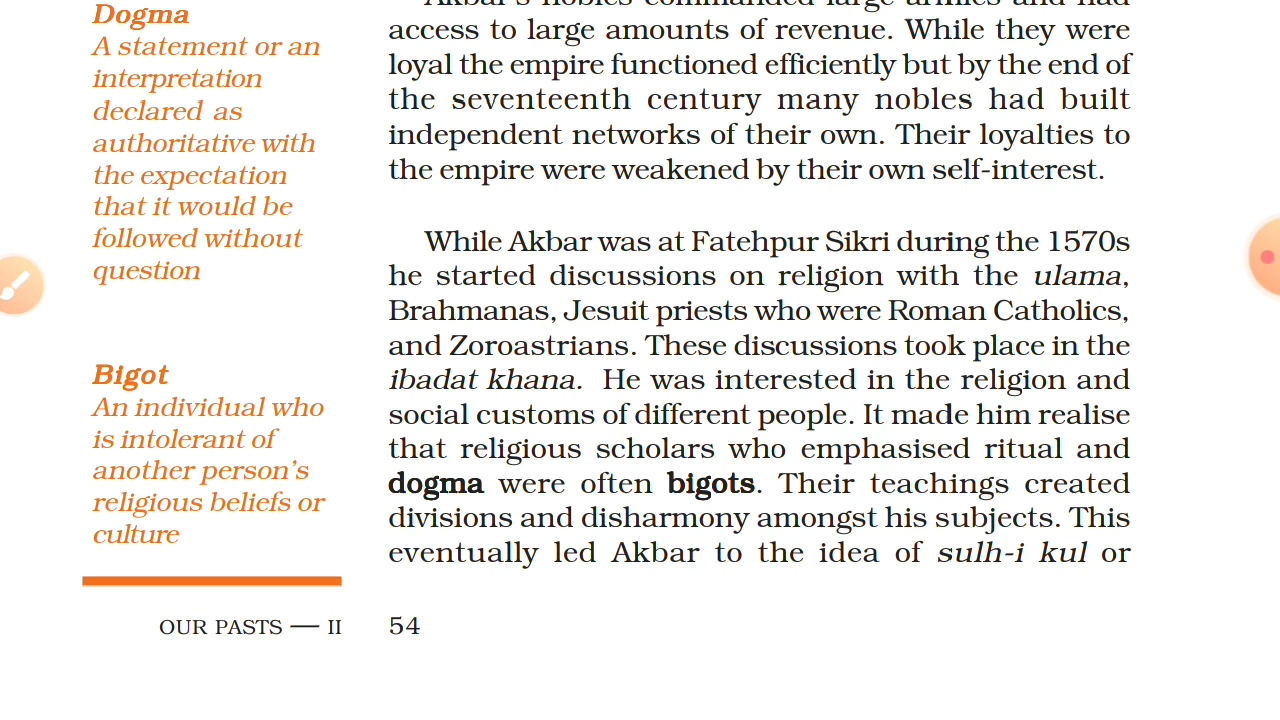 Dogma
A statement or an
interpretation
declared as
authoritative with
the expectation
that it would be
followed without
question
Bigot
An individual who
is intolerant of
another person's
religious beliefs or
culture
Akbar's nobles commanded large armies and had
access to large amounts of revenue. While they were
loyal the empire functioned efficiently but by the end of
the seventeenth century many nobles had built
independent networks of their own. Their loyalties to
the empire were weakened by their own self-interest.
While Akbar was at Fatehpur Sikri during the 1570s
he started discussions on religion with the ulama,
Brahmanas, Jesuit priests who were Roman Catholics,
and Zoroastrians. These discussions took place in the
ibadat khana. He was interested in the religion and
social customs of different people. It made him realise
that religious scholars who emphasised ritual and
dogma were often bigots. Their teachings created
divisions and disharmony amongst his subjects. This
eventually led Akbar to the idea of sulh-i kul or
OUR PASTS — II 54